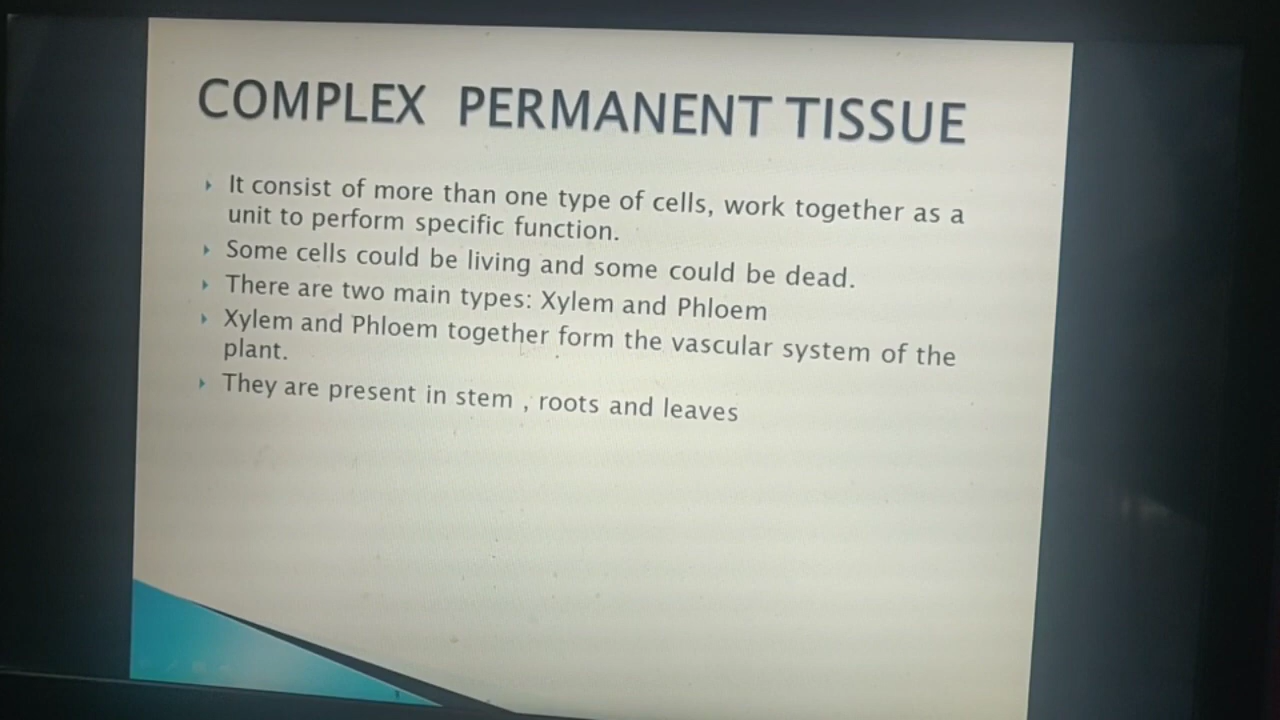 COMPLEX PERMANENT TISSUE
It consist of more than one type of cells, work together as a
unit to perform specific function.
Some cells could be living and some could be dead.
There are two main types: Xylem and Phloem
Xylem and Phloem together form the vascular system of the
plant.
They are present in stem , roots and leaves